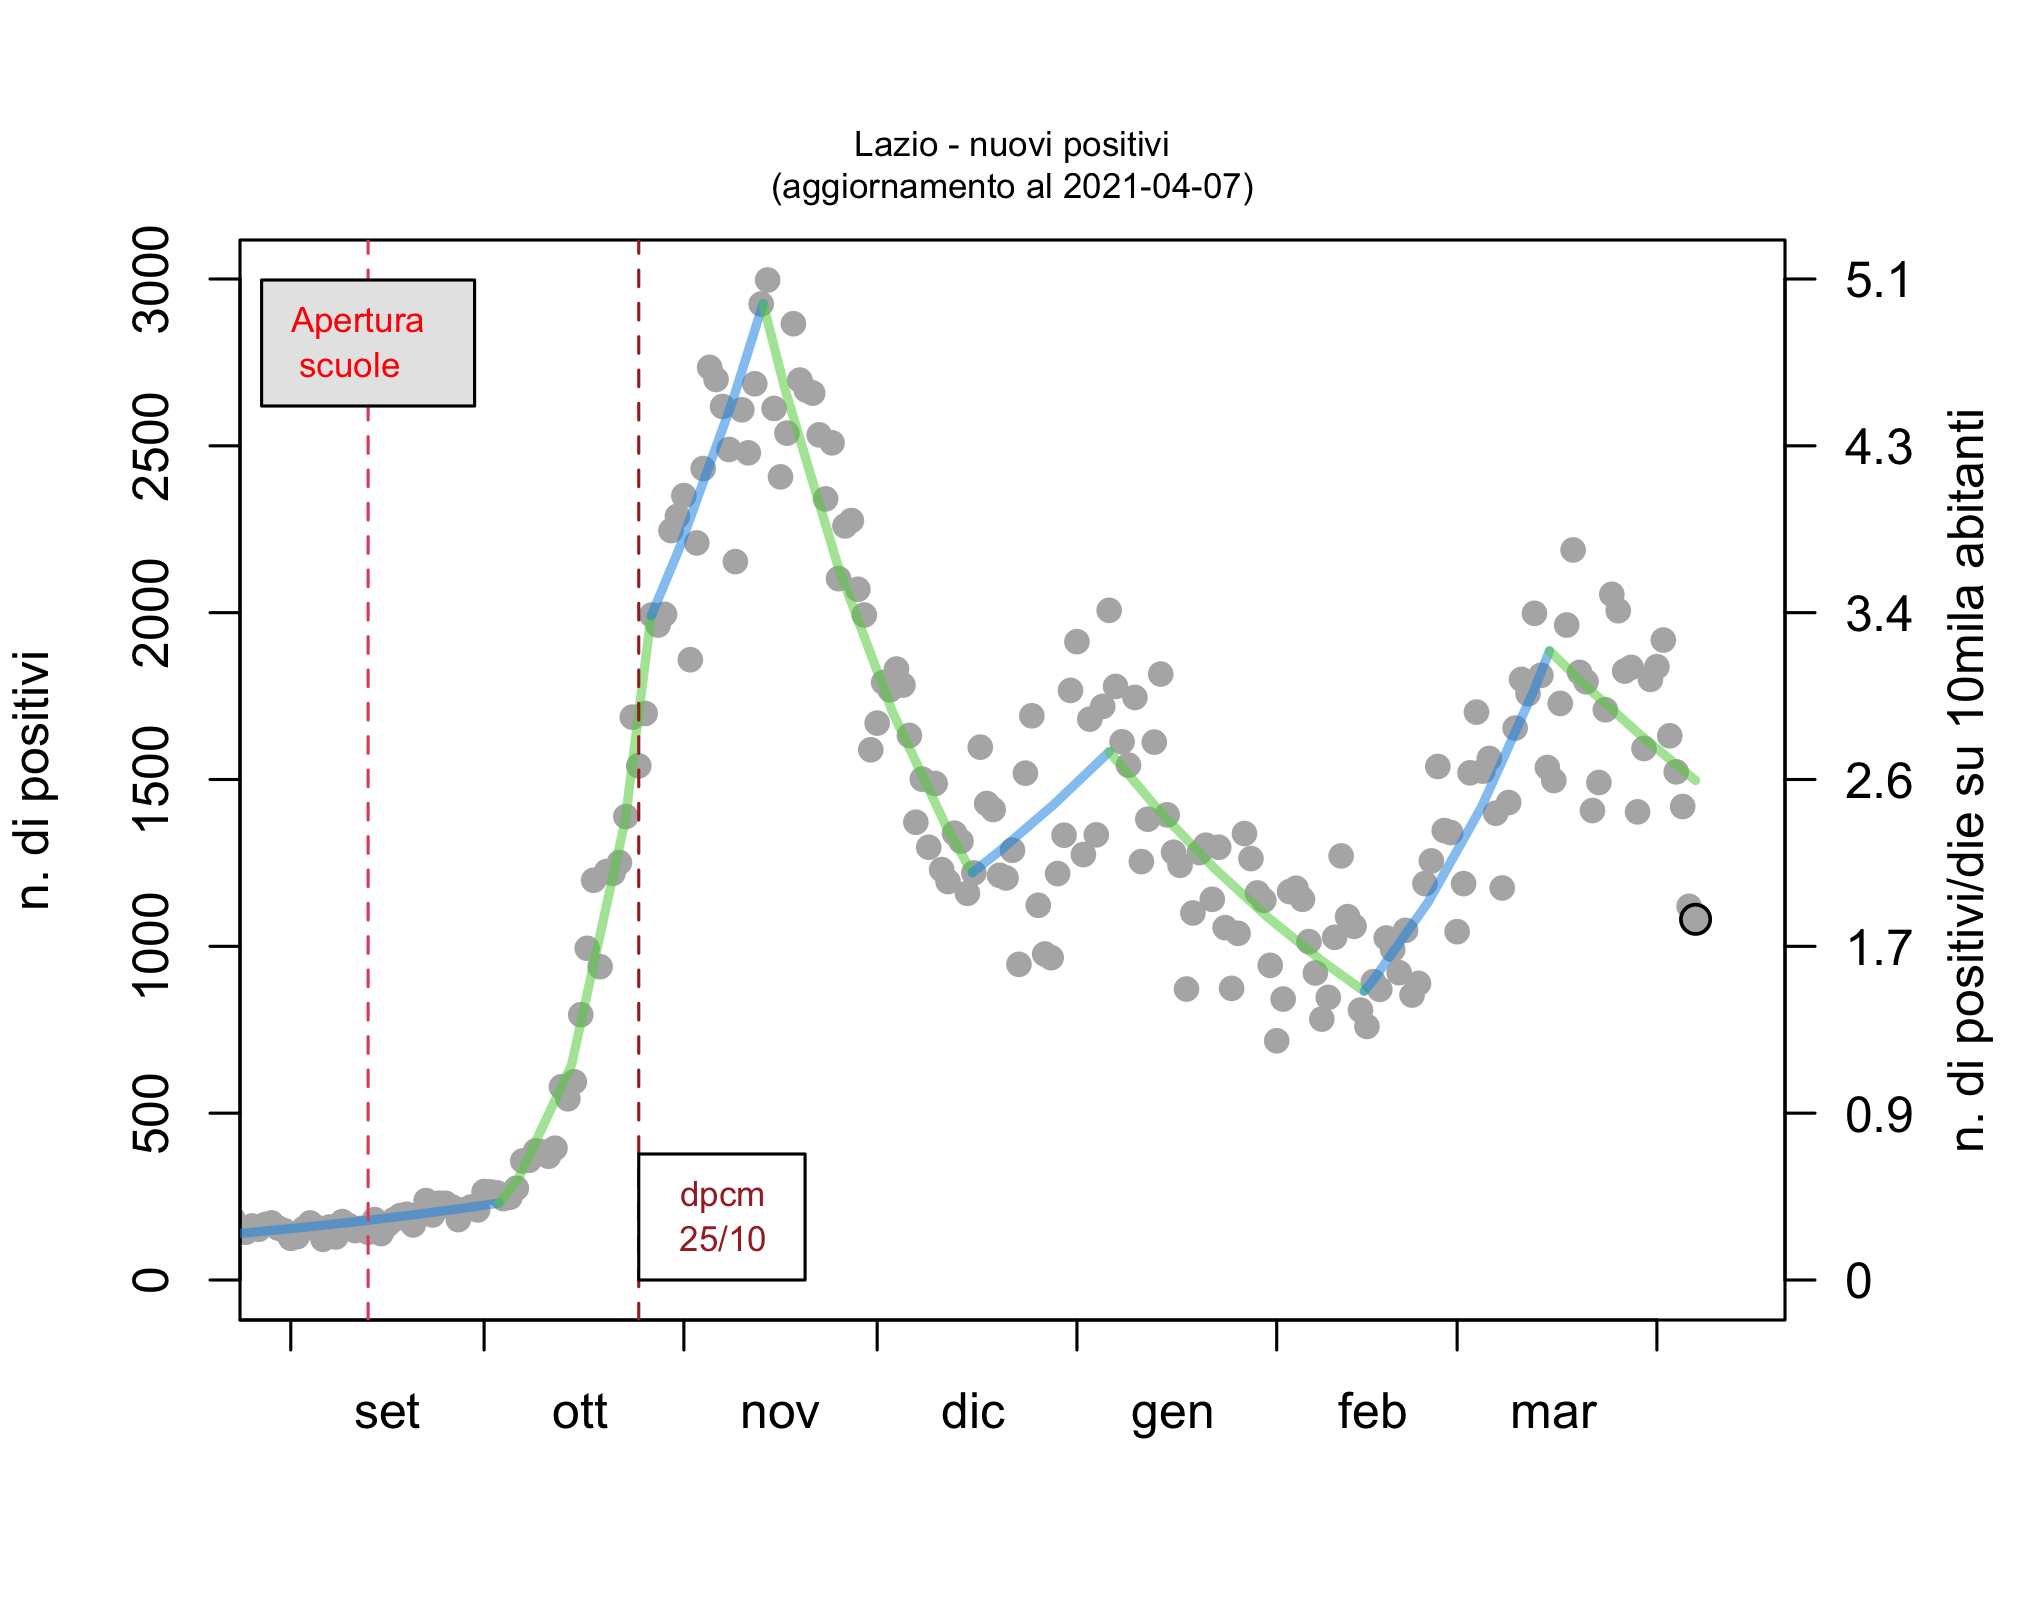 Lazio - nuovi positivi
(aggiornamento al 2021-04-07)
n. di positivi
3000
2500
2000
1500
1000
500
0
Apertura
scuole
dpcm
25/10
5.1
4.3
3.4
2.6
1.7
0.9
0
n. di positivi/die su 10mila abitanti
set ott nov dic gen feb mar